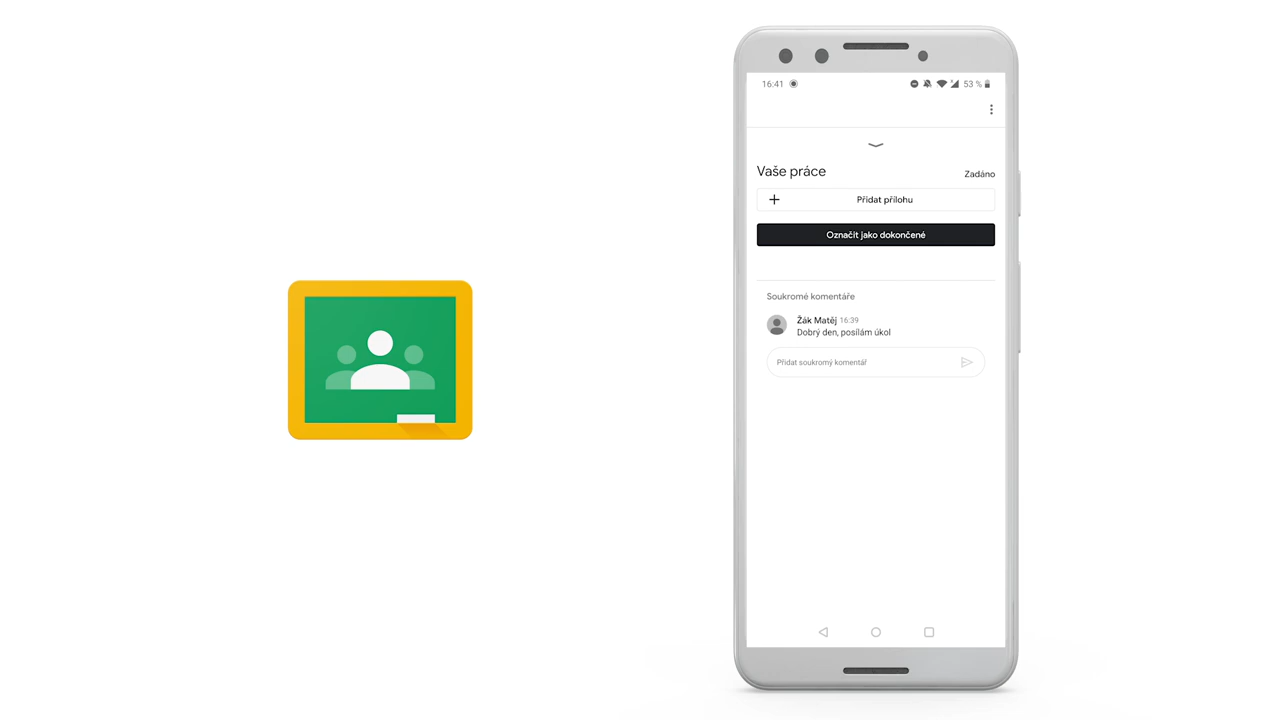 16:41 53 %
Vaše práce
Zadáno
Přidat přílohu
Označit jako dokončené
Soukromé komentáře
Žák Matěj 16:39
Dobrý den, posílám úkol
Přidat soukromý komentář